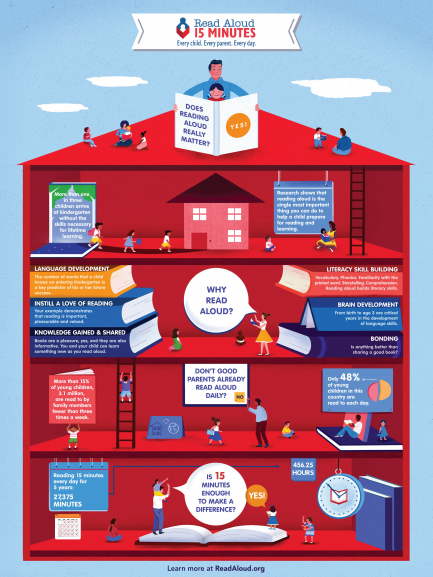 Read Aloud
15 MINUTES
Every child. Every parent. Every day.
DOES
READING
ALOUD
REALLY
MATTER?
YES!
More than one
in three
children arrive
at kindergarten
without the
skills necessary
for lifetime
learning.
Research shows that
reading aloud is the
single most important
thing you can do to
help a child prepare
for reading and
learning.
LANGUAGE DEVELOPMENT
The number of words that a child
knows on entering kindergarten is
a key predictor of his or her future
success.
INSTILL A LOVE OF READING
Your example demonstrates
that reading is important,
pleasurable and valued.
KNOWLEDGE GAINED & SHARED
Books are a pleasure, yes, and they are also
informative. You and your child can learn
something new as you read aloud.
WHY
READ
ALOUD?
LITERACY SKILL BUILDING
Vocabulary. Phonics. Familiarity with the
printed word. Storytelling. Comprehension.
Reading aloud builds literacy skills.
BRAIN DEVELOPMENT
From birth to age 3 are critical
years in the development
of language skills.
BONDING
Is anything better than
sharing a good book?
More than 15%
of young children,
3.1 million,
are read to by
family members
fewer than three
times a week.
DON'T GOOD
PARENTS ALREADY
READ ALOUD
DAILY?
NO
Only 48%
of young
children in
this country
are read to each day.
Reading 15 minutes
every day for
5 years:
27,375
MINUTES
IS 15
MINUTES
ENOUGH
TO MAKE A
DIFFERENCE?
YES!
456.25
HOURS
Learn more at ReadAloud.org